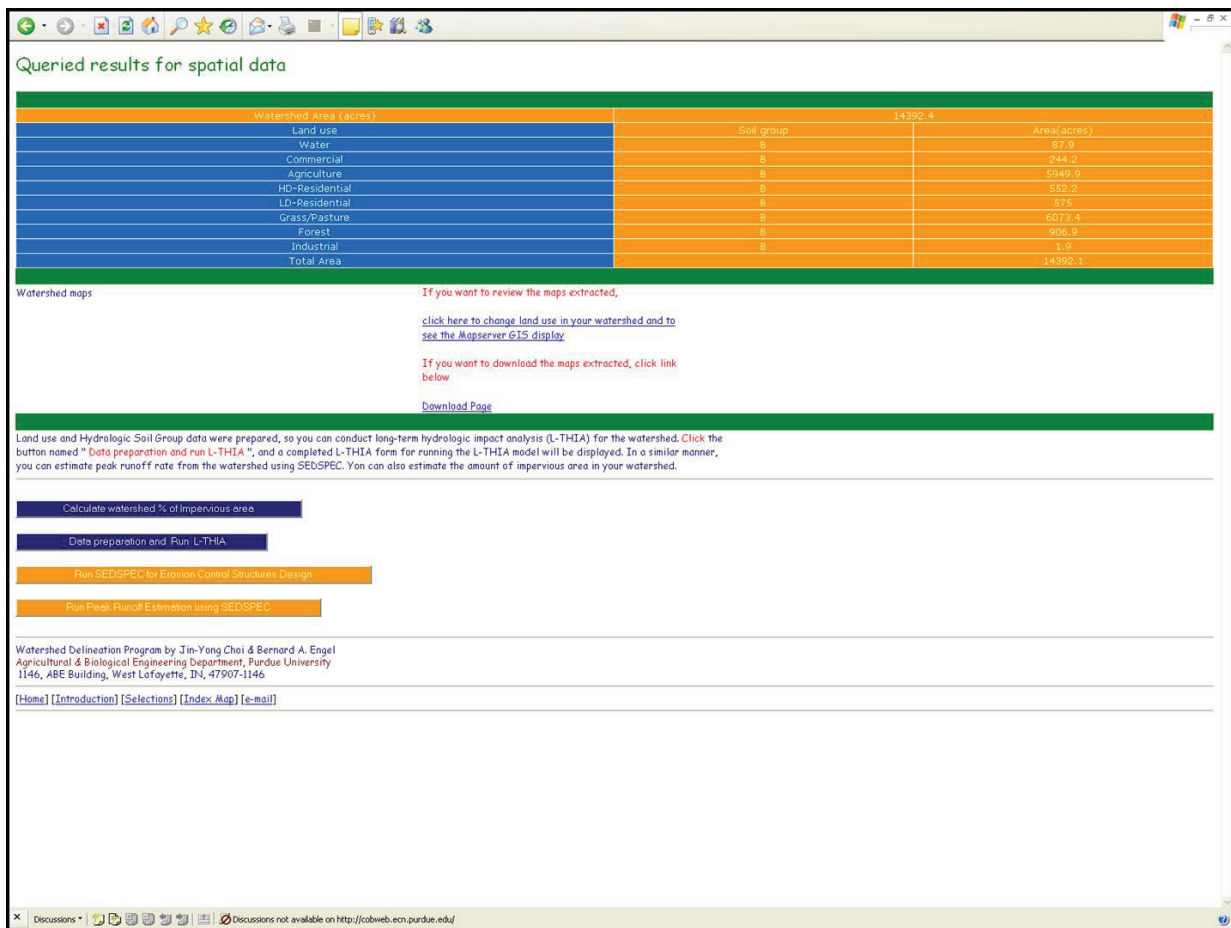 Queried results for spatial data
Watershed Area (acres) 14392.4
Land use Soil group Area(acres)
Water B 87.9
Commercial B 244.2
Agriculture B 5949.9
HD-Residential B 552.2
LD-Residential B 575
Grass/Pasture B 6073.4
Forest B 906.9
Industrial B 1.9
Total Area 14392.1
Watershed maps
If you want to review the maps extracted,
click here to change land use in your watershed and to
see the Mapserver GIS display
If you want to download the maps extracted, click link
below
Download Page
Land use and Hydrologic Soil Group data were prepared, so you can conduct long-term hydrologic impact analysis (L-THIA) for the watershed. Click the
button named " Data preparation and run L-THIA ", and a completed L-THIA form for running the L-THIA model will be displayed. In a similar manner,
you can estimate peak runoff rate from the watershed using SEDSPEC. Yon can also estimate the amount of impervious area in your watershed.
Calculate watershed % of Impervious area
Data preparation and Run L-THIA
Run SEDSPEC for Erosion Control Structures Design
Run Peak Runoff Estimation using SEDSPEC
Watershed Delineation Program by Jin-Yong Choi & Bernard A. Engel
Agricultural & Biological Engineering Department, Purdue University
1146, ABE Building, West Lafayette, IN, 47907-1146
[Home] [Introduction] [Selections] [Index Map] [e-mail]
Discussions Discussions not available on http://cobweb.ecn.purdue.edu/